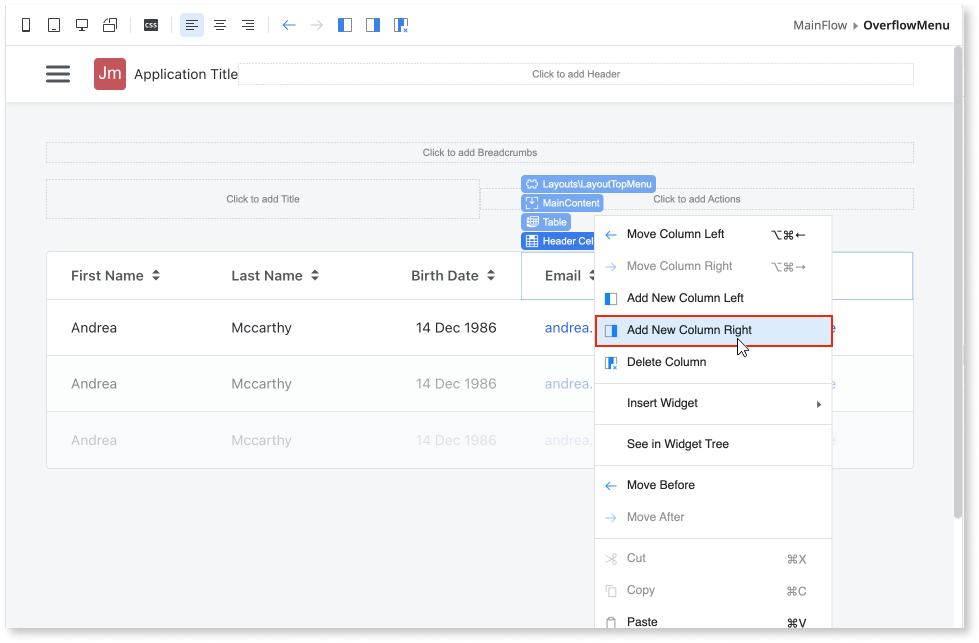 CSS
MainFlow ▸ OverflowMenu
Jm Application Title
Click to add Header
Click to add Breadcrumbs
Click to add Title
Click to add Actions
Layouts\LayoutTopMenu
MainContent
Table
Header Cel
First Name Last Name Birth Date Email
Andrea Mccarthy 14 Dec 1986 andrea. e
Andrea Mccarthy 14 Dec 1986 andrea. e
Andrea Mccarthy 14 Dec 1986 andrea.
Move Column Left ⌥⌘←
Move Column Right ⌥⌘→
Add New Column Left
Add New Column Right
Delete Column
Insert Widget
See in Widget Tree
Move Before
Move After
Cut ⌘X
Copy ⌘C
Paste ⌘V